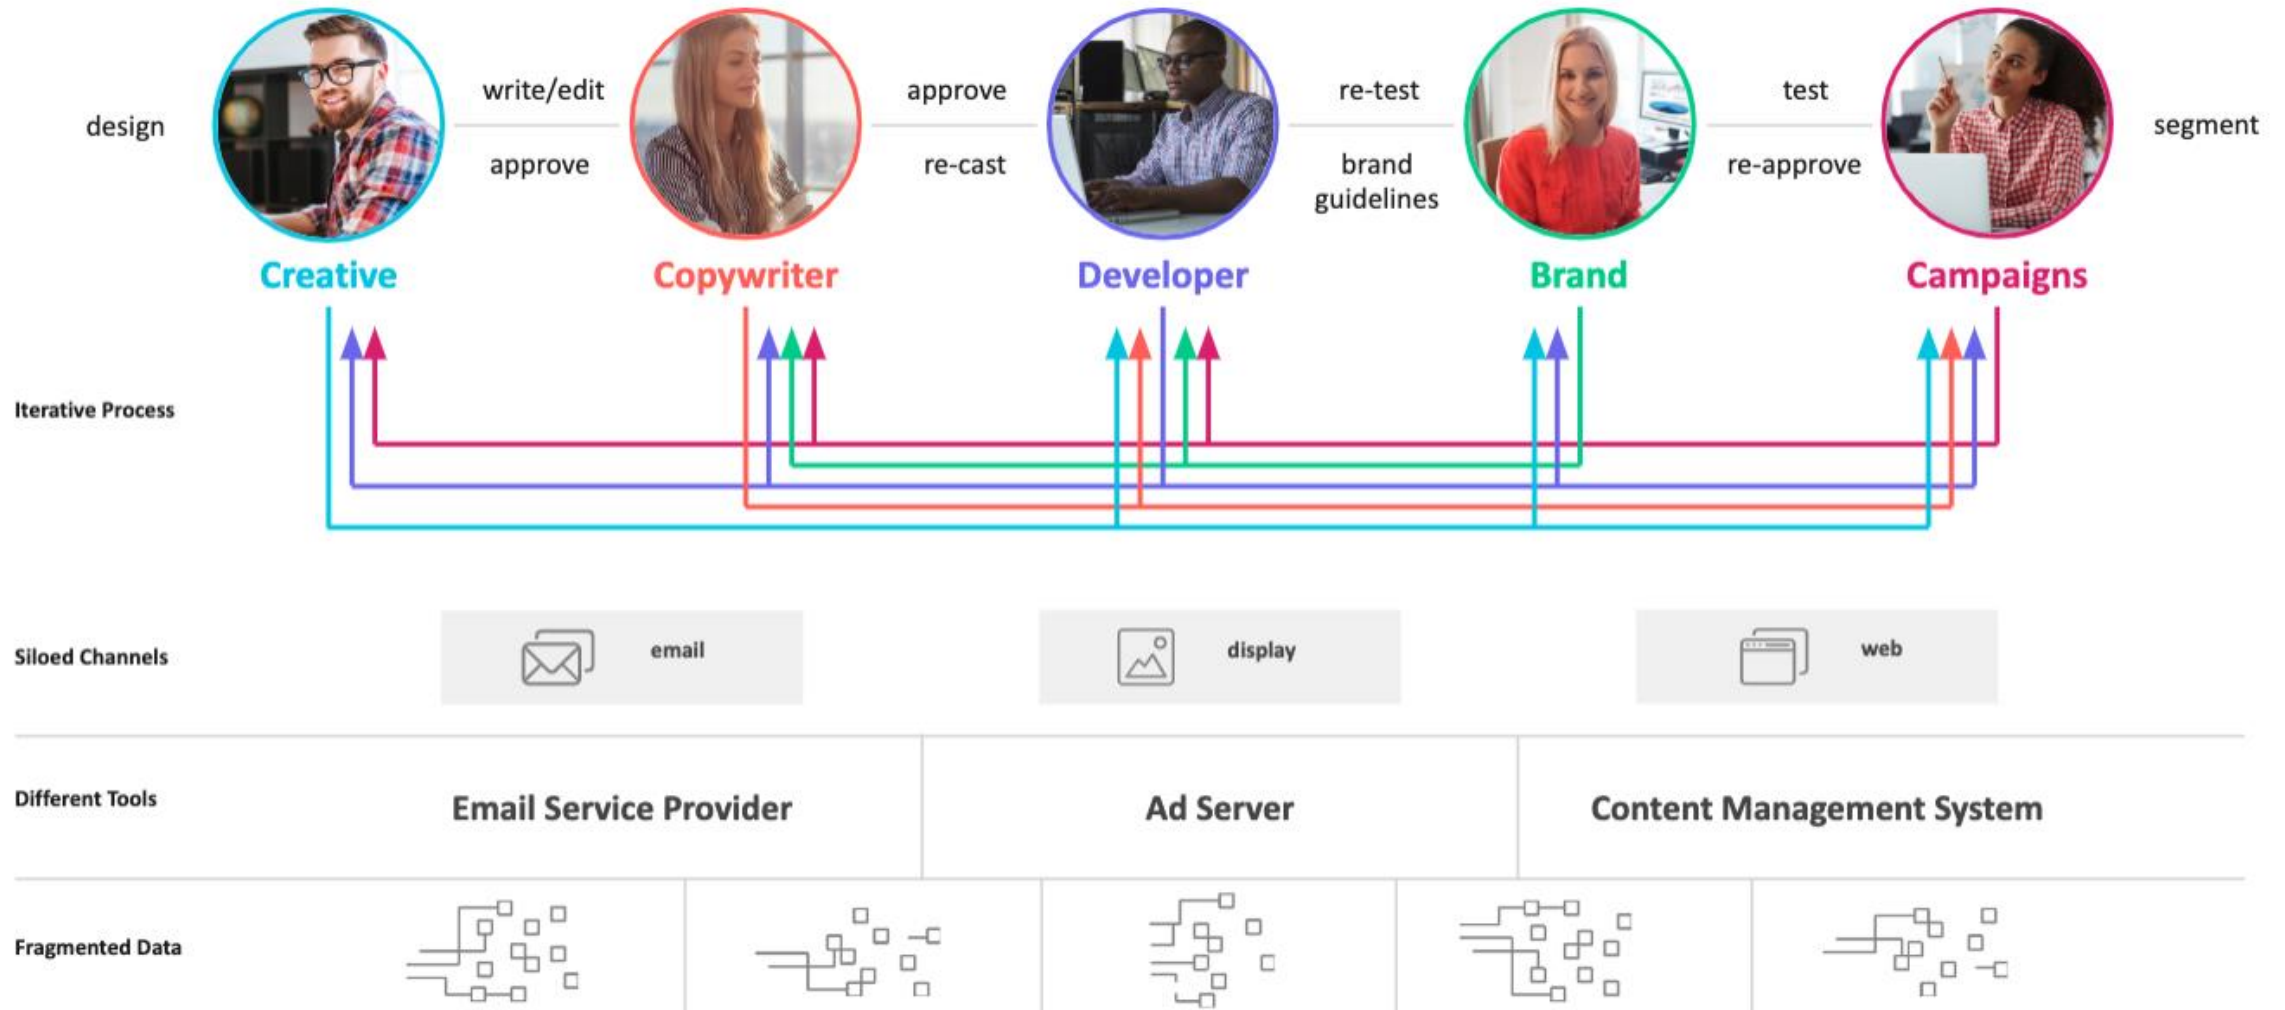 design
write/edit
approve
approve
re-cast
re-test
brand
guidelines
test
re-approve
segment
Creative
Copywriter
Developer
Brand
Campaigns
Iterative Process
Siloed Channels
email
display
web
Different Tools
Email Service Provider
Ad Server
Content Management System
Fragmented Data